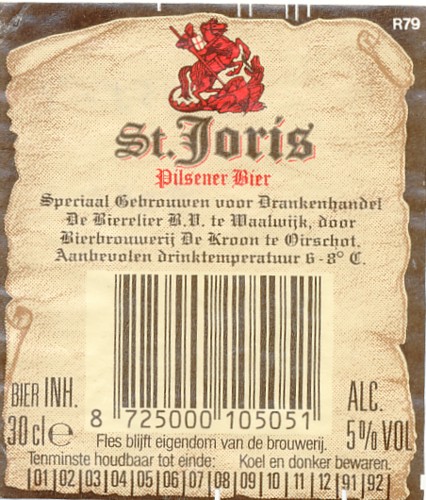 R79
St. Joris
Pilsener Bier
Speciaal Gebrouwen voor Drankenhandel
De Bierelier B.V. te Waalwijk, door
Bierbrouwerij De Kroon te Oirschot.
Aanbevolen drinktemperatuur 6-8° C.
BIER INH. ALC.
8 725000 105051
30 cl e 5% VOL
Fles blijft eigendom van de brouwerij.
Tenminste houdbaar tot einde: Koel en donker bewaren.
|01|02|03|04|05|06|07|08|09|10|11|12|91|92|